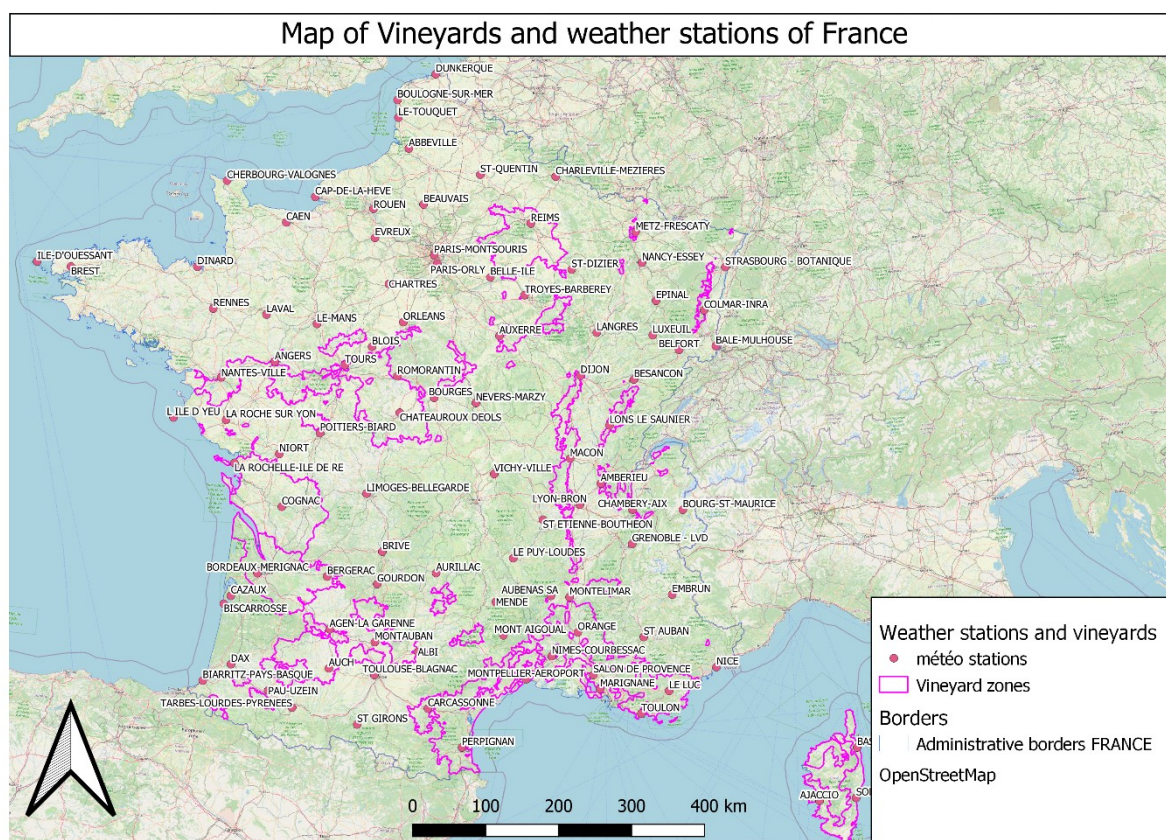 Map of Vineyards and weather stations of France
DUNKERQUE
BOULOGNE-SUR-MER
LE-TOUQUET
ABBEVILLE
ST-QUENTIN
CHARLEVILLE-MEZIERES
CHERBOURG-VALOGNES
CAP-DE-LA-HEVE
ROUEN
BEAUVAIS
REIMS
CAEN
METZ-FRESCATY
EVREUX
PARIS-MONTSOURIS
ILE-D'OUESSANT
BREST
DINARD
PARIS-ORLY
BELLE-ILE
ST-DIZIER
NANCY-ESSEY
STRASBOURG - BOTANIQUE
CHARTRES
TROYES-BARBEREY
EPINAL
RENNES
LAVAL
LE-MANS
ORLEANS
COLMAR-INRA
AUXERRE
LANGRES
LUXEUIL
BLOIS
BELFORT
BALE-MULHOUSE
ANGERS
TOURS
NANTES-VILLE
ROMORANTIN
DIJON
BESANCON
BOURGES
NEVERS-MARZY
L ILE D YEU
LA ROCHE SUR YON
CHATEAUROUX DEOLS
LONS LE SAUNIER
POITIERS-BIARD
NIORT
MACON
LA ROCHELLE-ILE DE RE
VICHY-VILLE
AMBERIEU
LIMOGES-BELLEGARDE
COGNAC
LYON-BRON
CHAMBERY-AIX
BOURG-ST-MAURICE
ST ETIENNE-BOUTHEON
GRENOBLE - LVD
BRIVE
LE PUY-LOUDES
BORDEAUX-MERIGNAC
BERGERAC
GOURDON
AURILLAC
CAZAUX
AUBENAS SA
MONTELIMAR
EMBRUN
BISCARROSSE
MENDE
AGEN-LA GARENNE
MONTAUBAN
MONT AIGOUAL
ORANGE
ST AUBAN
ALBI
NIMES-COURBESSAC
DAX
AUCH
BIARRITZ-PAYS-BASQUE
TOULOUSE-BLAGNAC
MONTPELLIER-AEROPORT
SALON DE PROVENCE
NICE
PAU-UZEIN
MARIGNANE
LE LUC
TARBES-LOURDES-PYRENEES
CARCASSONNE
TOULON
ST GIRONS
PERPIGNAN
BAS
AJACCIO
SOL
Weather stations and vineyards
météo stations
Vineyard zones
Borders
Administrative borders FRANCE
OpenStreetMap
0 100 200 300 400 km